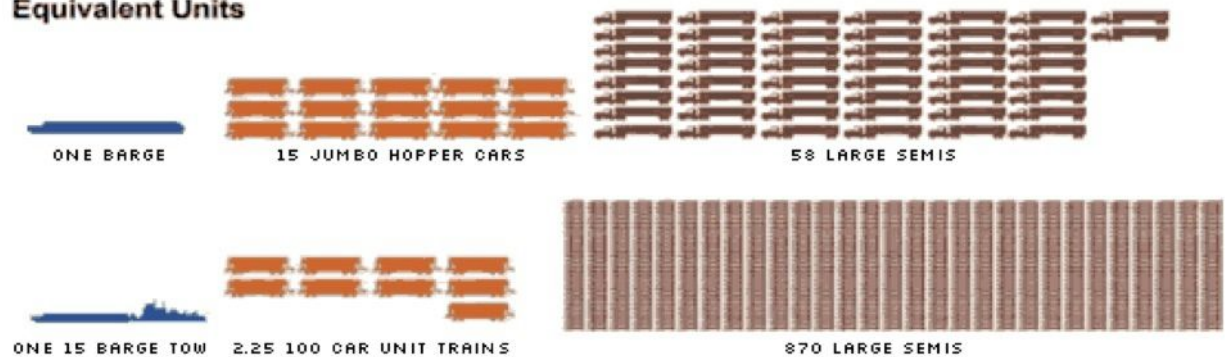 Equivalent Units
ONE BARGE
15 JUMBO HOPPER CARS
58 LARGE SEMIS
ONE 15 BARGE TOW
2.25 100 CAR UNIT TRAINS
870 LARGE SEMIS